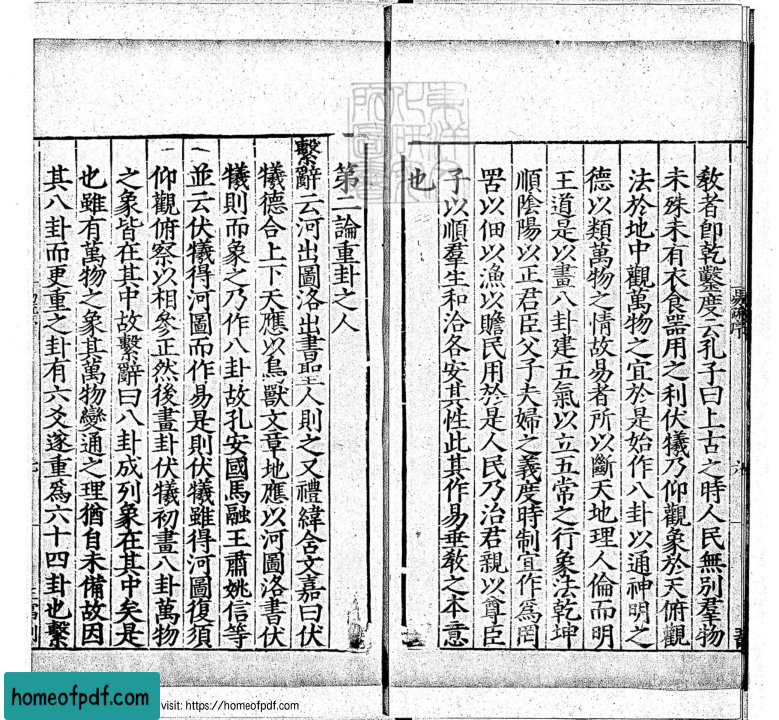 教者即乾鑿度云孔子曰上古之時人民無別羣物
未殊未有衣食器用之利伏犧乃仰觀象於天俯觀
法於地中觀萬物之宜於是始作八卦以通神明之
德以類萬物之情故易者所以斷天地理人倫而明
王道是以畫八卦建五氣以立五常之行象法乾坤
順陰陽以正君臣父子夫婦之義度時制宜作爲罔
罟以佃以漁以贍民用於是人民乃治君親以尊臣
子以順羣生和洽各安其性此其作易垂教之本意
也
第二論重卦之人
繫辭云河出圖洛出書聖人則之又禮緯含文嘉曰伏
犧德合上下天應以鳥獸文章地應以河圖洛書伏
犧則而象之乃作八卦故孔安國馬融王肅姚信等
並云伏犧得河圖而作易是則伏犧雖得河圖復須
仰觀俯察以相參正然後畫卦伏犧初畫八卦萬物
之象皆在其中故繫辭曰八卦成列象在其中矣是
也雖有萬物之象其萬物變通之理猶自未備故因
其八卦而更重之卦有六爻遂重爲六十四卦也繫
homeofpdf.com
visit: https://homeofpdf.com